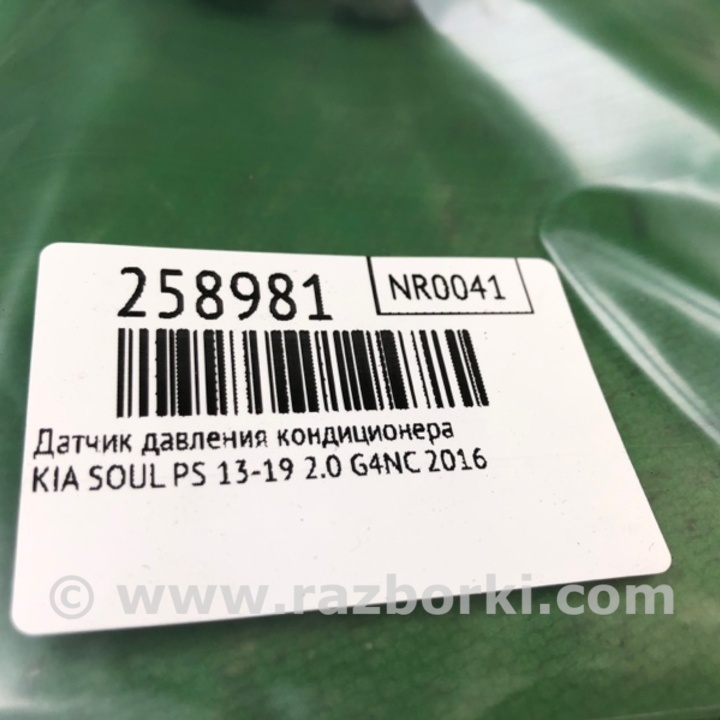 258981
NR0041
Датчик давления кондиционера
KIA SOUL PS 13-19 2.0 G4NC 2016
© www.razborki.com